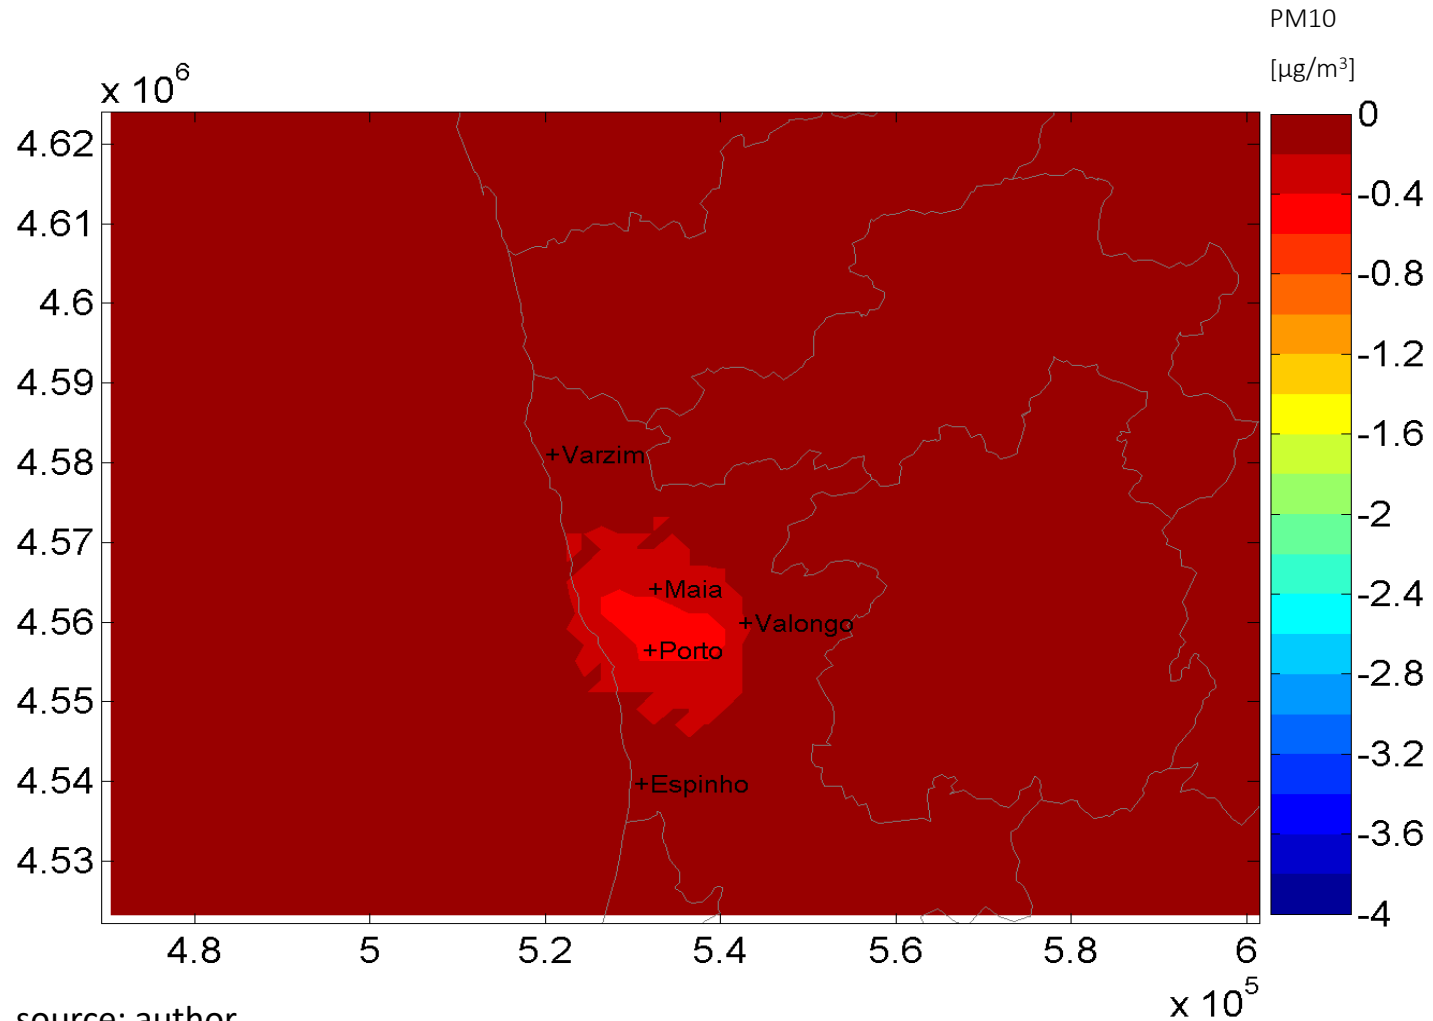 PM10
[µg/m³]
x 10⁶
4.62
4.61
4.6
4.59
4.58
4.57
4.56
4.55
4.54
4.53
+Varzim
+Maia
+Valongo
+Porto
+Espinho
0
-0.4
-0.8
-1.2
-1.6
-2
-2.4
-2.8
-3.2
-3.6
-4
4.8 5 5.2 5.4 5.6 5.8 6
x 10⁵
source: author